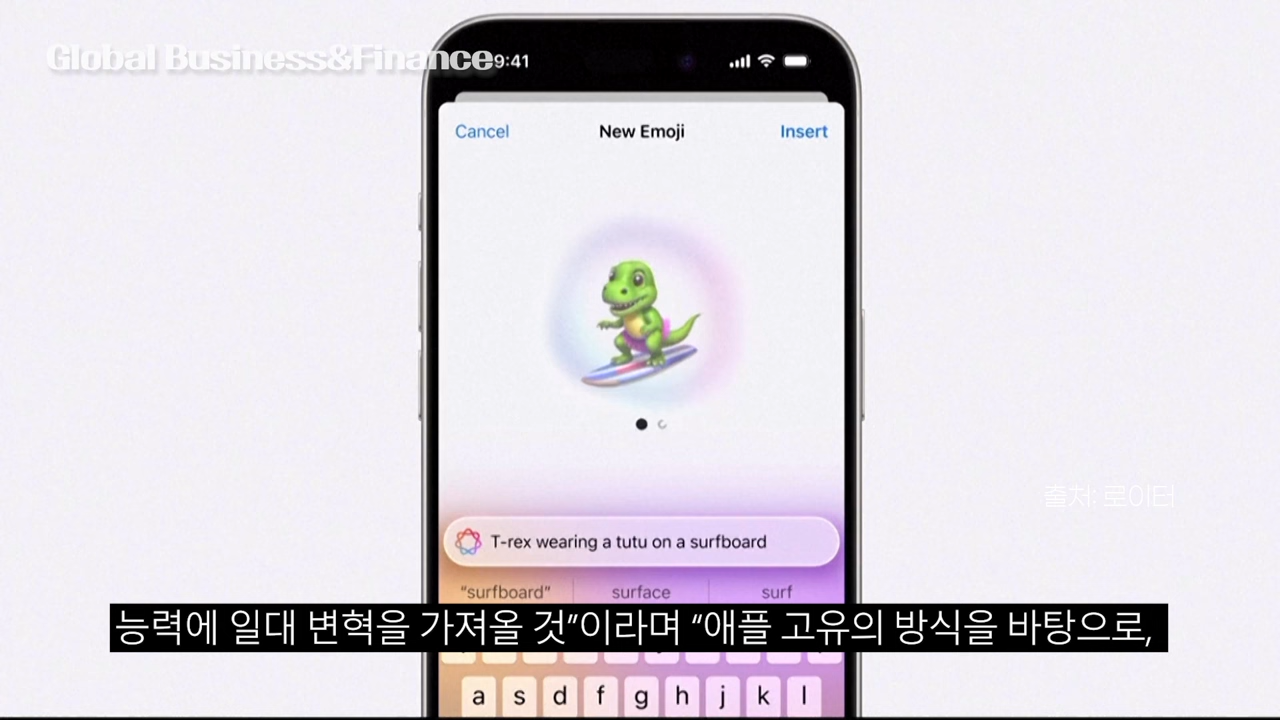 Global Business&Finance
9:41
Cancel New Emoji Insert
출처: 로이터
T-rex wearing a tutu on a surfboard
“surfboard” surface surf
능력에 일대 변혁을 가져올 것”이라며 “애플 고유의 방식을 바탕으로,
a s d f g h j k l